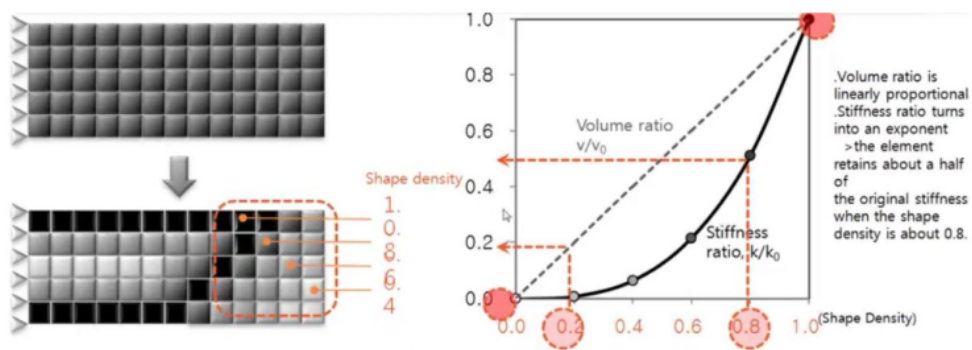 Shape density
1.
0.
8.
6.
4
1.0
0.8
0.6
0.4
0.2
0.0
Volume ratio
v/v₀
Stiffness
ratio, k/k₀
0.0
0.2
0.4
0.6
0.8
1.0
(Shape Density)
.Volume ratio is
linearly proportional
.Stiffness ratio turns
into an exponent
>the element
retains about a half
of
the original stiffness
when the shape
density is about 0.8.